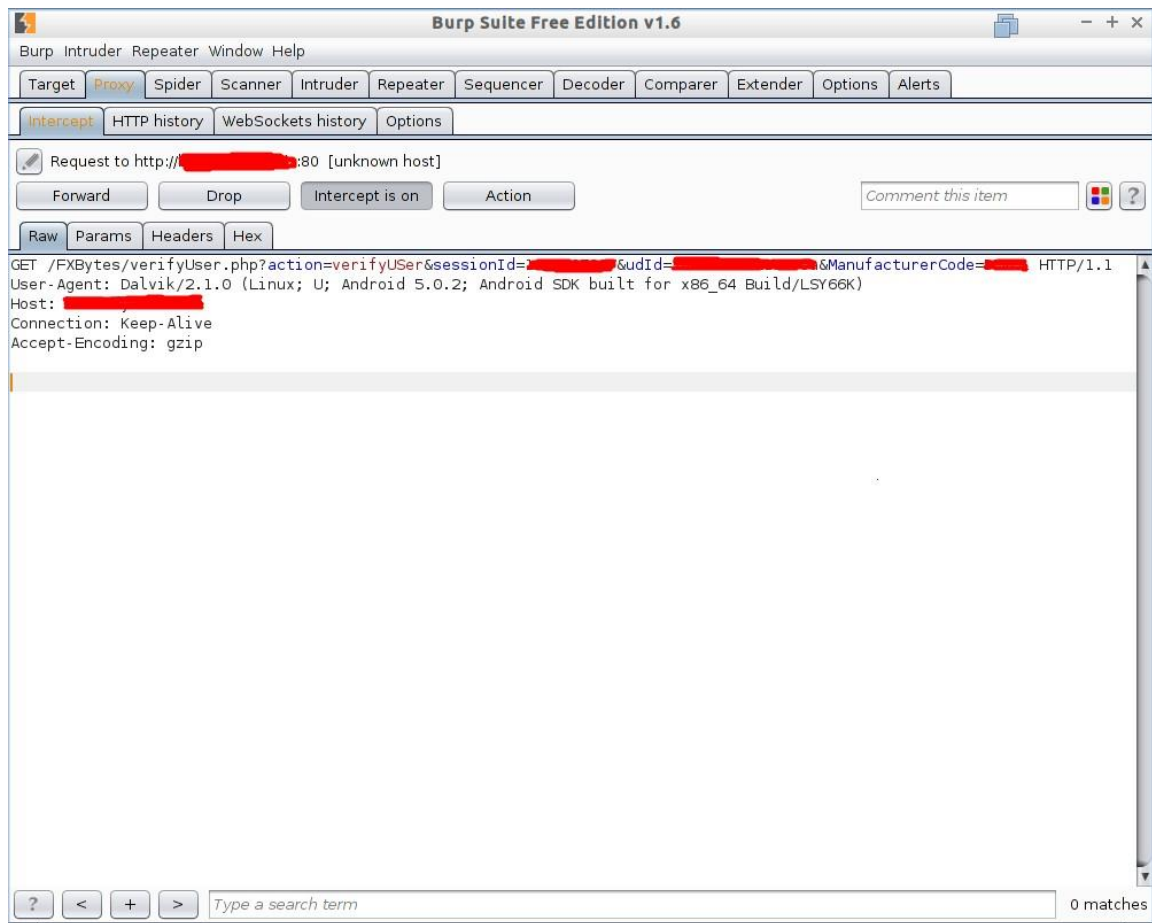 Burp Suite Free Edition v1.6
Burp Intruder Repeater Window Help
Target Proxy Spider Scanner Intruder Repeater Sequencer Decoder Comparer Extender Options Alerts
Intercept HTTP history WebSockets history Options
Request to http:// :80 [unknown host]
Forward Drop Intercept is on Action Comment this item ?
Raw Params Headers Hex
GET /FXBytes/verifyUser.php?action=verifyUSer&sessionId= &udId= &ManufacturerCode= HTTP/1.1
User-Agent: Dalvik/2.1.0 (Linux; U; Android 5.0.2; Android SDK built for x86_64 Build/LSY66K)
Host:
Connection: Keep-Alive
Accept-Encoding: gzip
? < + > Type a search term 0 matches